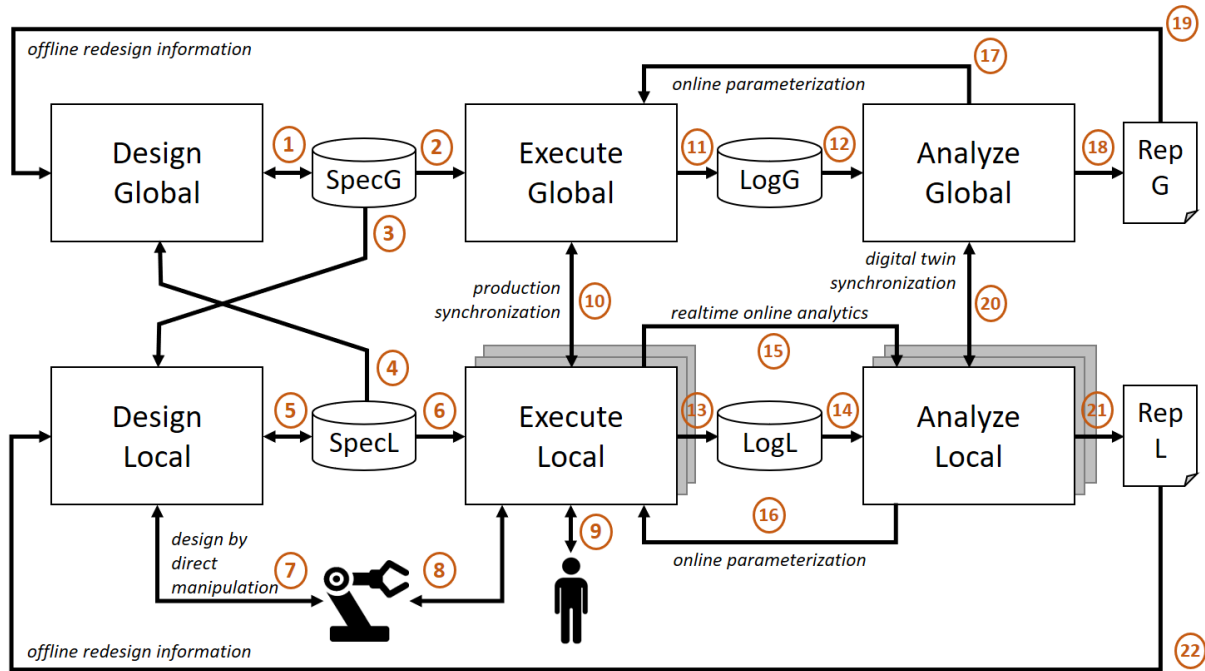 19
offline redesign information
17
online parameterization
Design
Global
1
SpecG
2
Execute
Global
11
LogG
12
Analyze
Global
18
Rep
G
3
production
synchronization
10
digital twin
synchronization
20
realtime online analytics
15
4
Design
Local
5
SpecL
6
Execute
Local
13
LogL
14
Analyze
Local
21
Rep
L
16
online parameterization
design by
direct
manipulation
7
8
9
offline redesign information
22